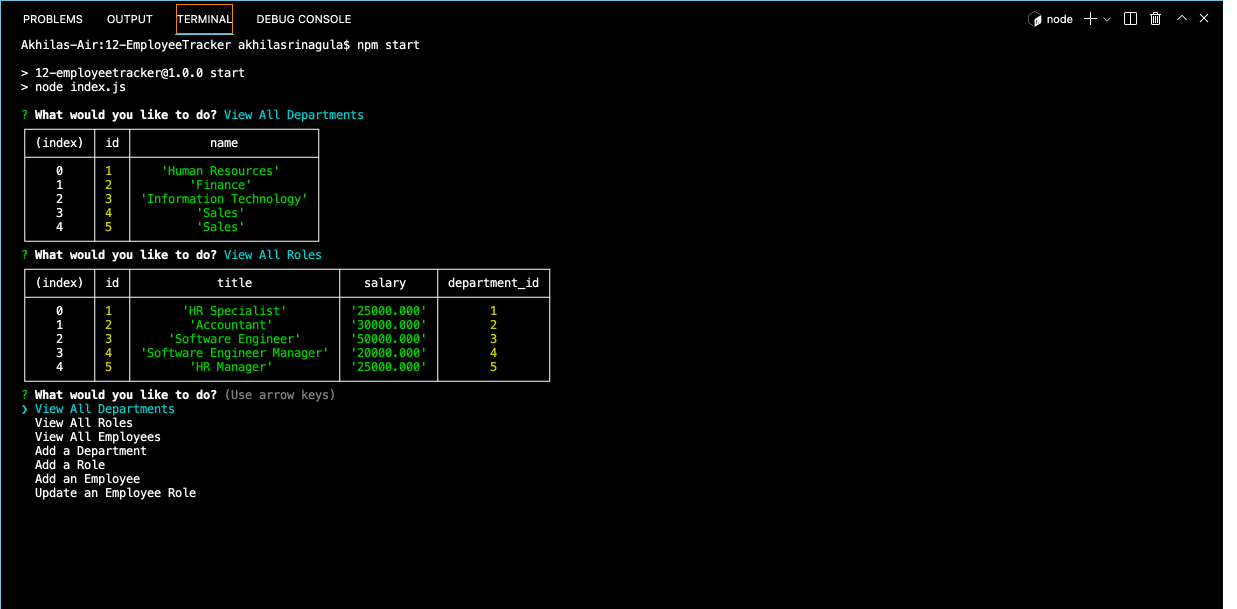 PROBLEMS OUTPUT TERMINAL DEBUG CONSOLE node
Akhilas-Air:12-EmployeeTracker akhilasrinagula$ npm start
> 12-employeetracker@1.0.0 start
> node index.js
? What would you like to do? View All Departments
(index) id name
0 1 'Human Resources'
1 2 'Finance'
2 3 'Information Technology'
3 4 'Sales'
4 5 'Sales'
? What would you like to do? View All Roles
(index) id title salary department_id
0 1 'HR Specialist' '25000.000' 1
1 2 'Accountant' '30000.000' 2
2 3 'Software Engineer' '50000.000' 3
3 4 'Software Engineer Manager' '20000.000' 4
4 5 'HR Manager' '25000.000' 5
? What would you like to do? (Use arrow keys)
❯ View All Departments
View All Roles
View All Employees
Add a Department
Add a Role
Add an Employee
Update an Employee Role